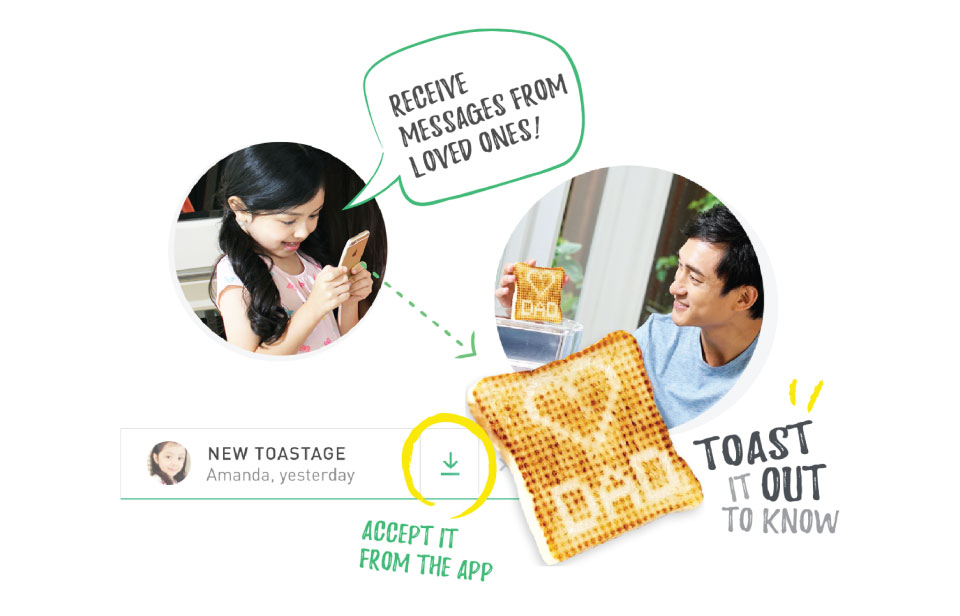 RECEIVE
MESSAGES FROM
LOVED ONES!
DAD
NEW TOASTAGE
Amanda, yesterday
DAD
ACCEPT IT
FROM THE APP
TOAST
IT OUT
TO KNOW